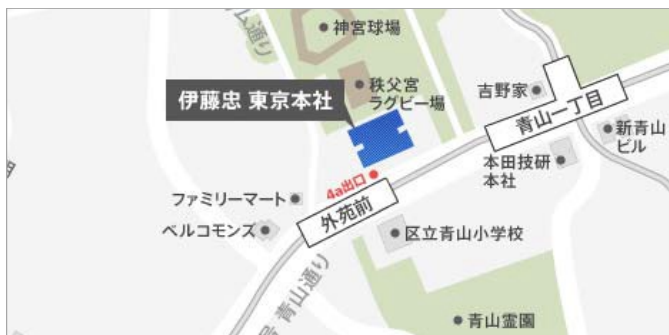 神宮球場
伊藤忠 東京本社
秩父宮
ラグビー場
吉野家
青山一丁目
新青山
ビル
本田技研
本社
4a出口
ファミリーマート
ベルコモンズ
外苑前
区立青山小学校
青山通り
青山霊園